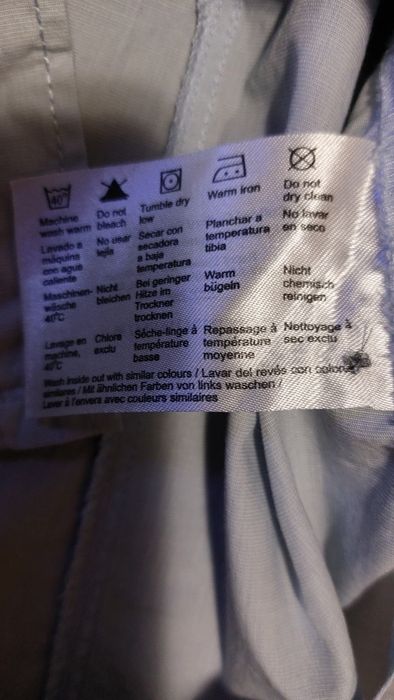 40°
Machine
wash warm
Do not
bleach
Tumble dry
low
Warm iron
Do not
dry clean
Lavado a
máquina
con agua
caliente
No usar
lejia
Secar con
secadora
a baja
temperatura
Planchar a
temperatura
tibia
No lavar
en seco
Maschinen-
wäsche
40°C
Nicht
bleichen
Bei geringer
Hitze im
Trockner
trocknen
Warm
bügeln
Nicht
chemisch
reinigen
Lavage en
machine,
40°C
Chlore
exclu
Sèche-linge à
température
basse
Repassage à
température
moyenne
Nettoyage à
sec exclu
Wash inside out with similar colours / Lavar del revés con colores
similares / Mit ähnlichen Farben von links waschen /
Laver à l'envers avec couleurs similaires